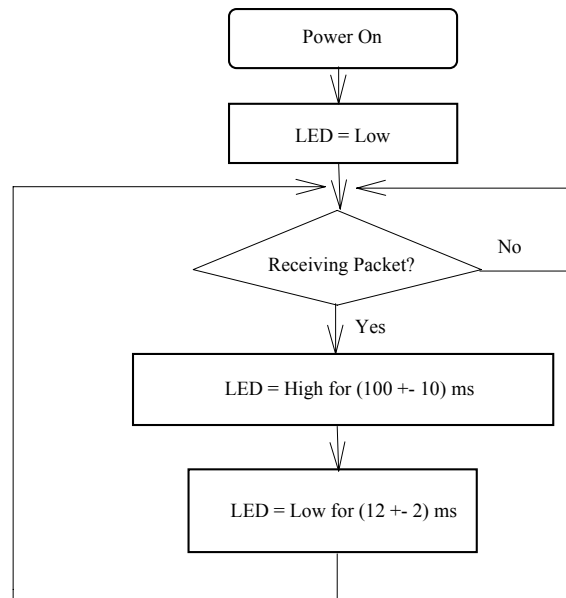 Power On
LED = Low
Receiving Packet?
No
Yes
LED = High for (100 +- 10) ms
LED = Low for (12 +- 2) ms